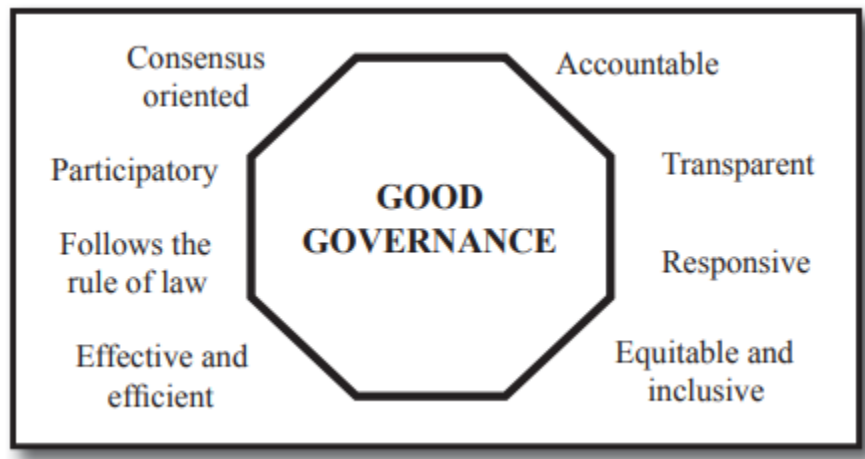 Consensus
oriented
Accountable
Participatory
Transparent
GOOD
GOVERNANCE
Follows the
rule of law
Responsive
Effective and
efficient
Equitable and
inclusive